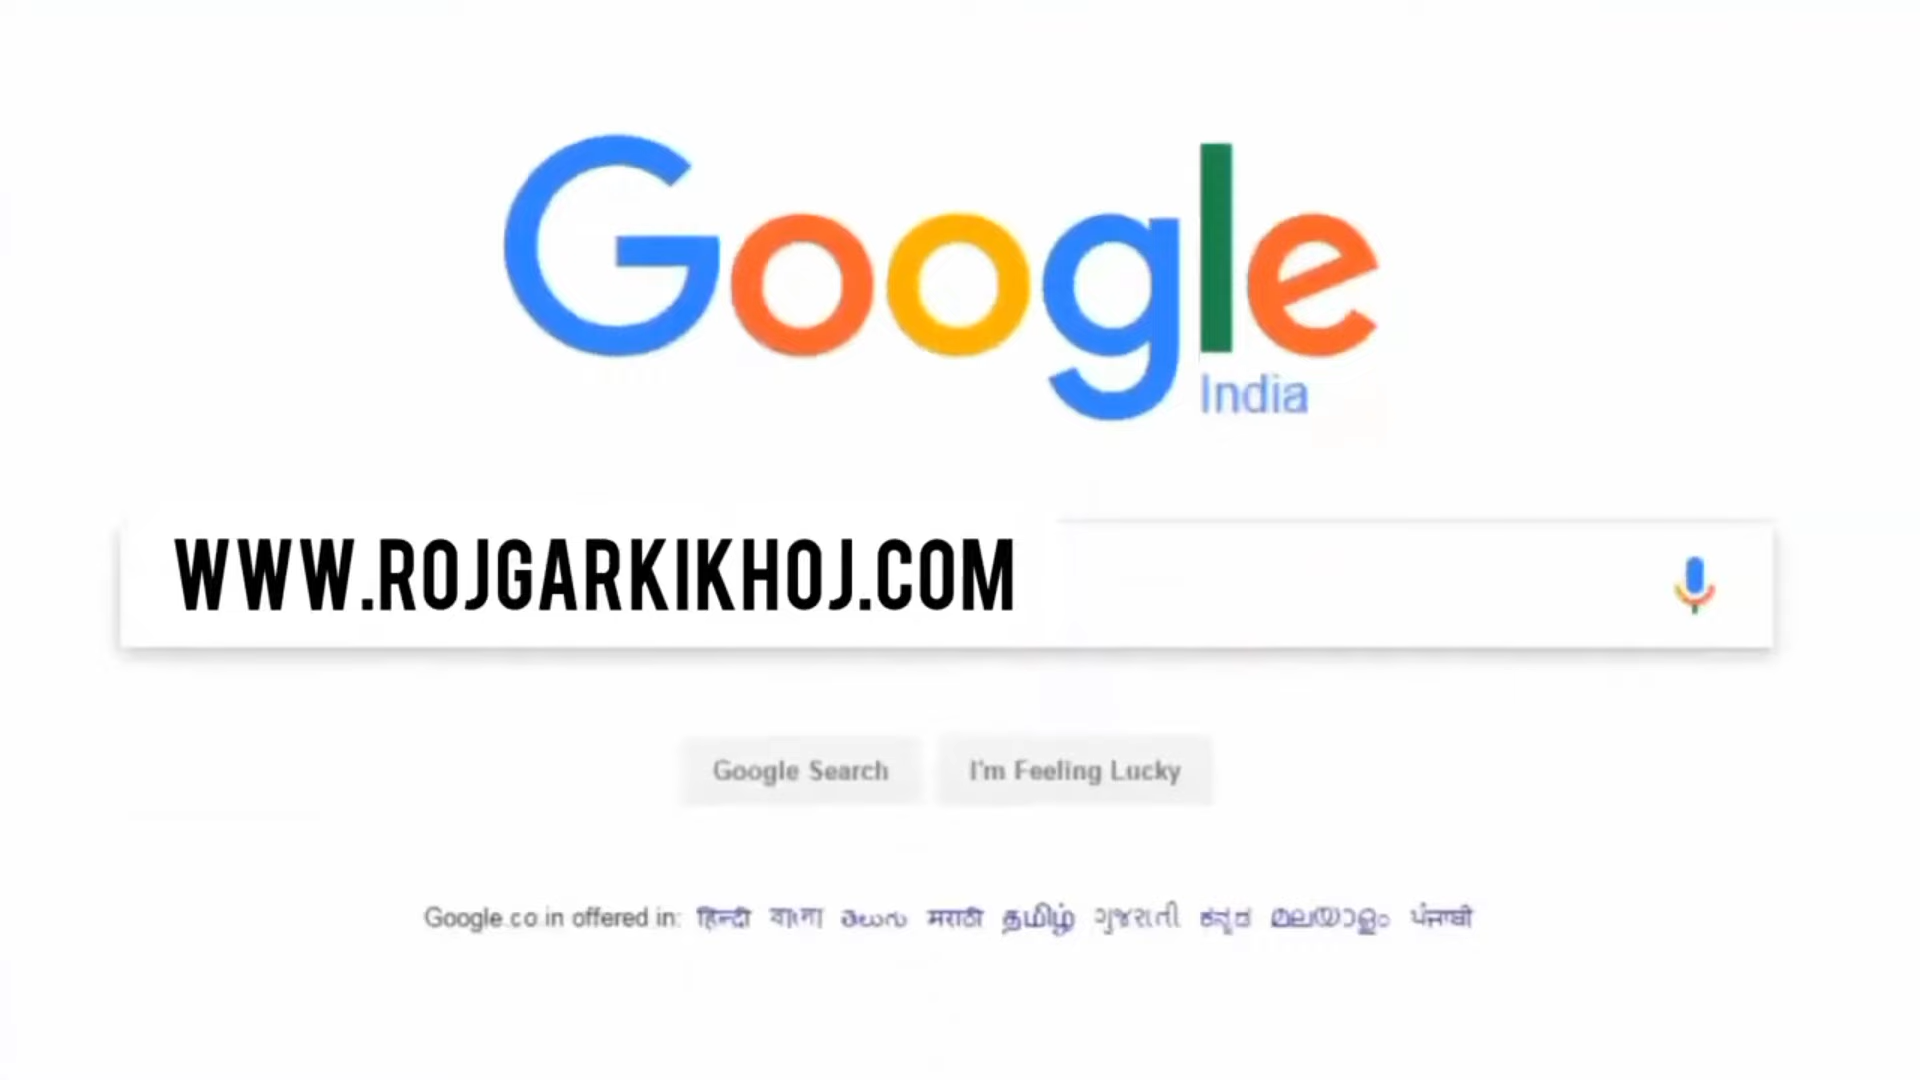 Google
India
WWW.ROJGARKIKHOJ.COM
Google Search I'm Feeling Lucky
Google.co.in offered in: हिन्दी বাংলা తెలుగు मराठी தமிழ் ગુજરાતી ಕನ್ನಡ മലയാളം ਪੰਜਾਬੀ